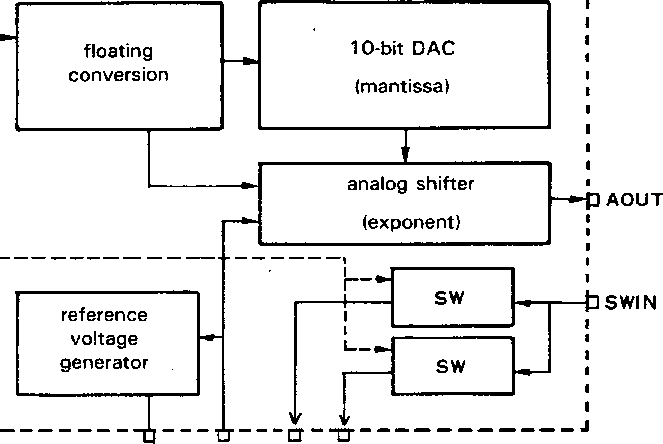 floating
conversion
10-bit DAC
(mantissa)
analog shifter
(exponent)
AOUT
SW
SWIN
reference
voltage
generator
SW